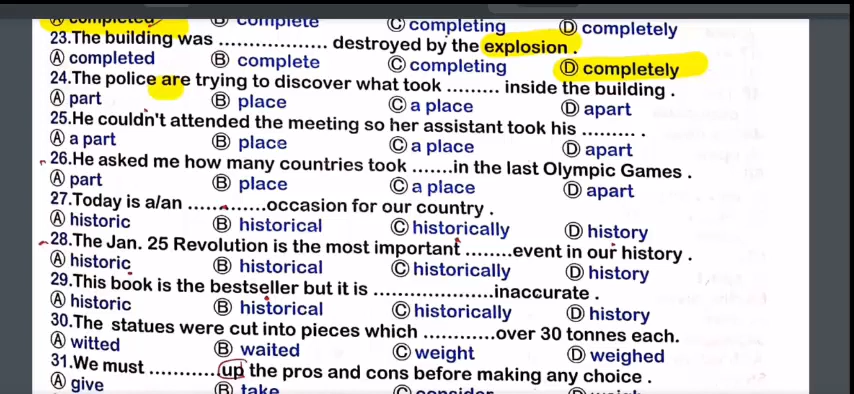 Ⓐ completed Ⓑ complete Ⓒ completing Ⓓ completely
23.The building was .................. destroyed by the explosion .
Ⓐ completed Ⓑ complete Ⓒ completing Ⓓ completely
24.The police are trying to discover what took ......... inside the building .
Ⓐ part Ⓑ place Ⓒ a place Ⓓ apart
25.He couldn't attended the meeting so her assistant took his .......... .
Ⓐ a part Ⓑ place Ⓒ a place Ⓓ apart
26.He asked me how many countries took .......in the last Olympic Games .
Ⓐ part Ⓑ place Ⓒ a place Ⓓ apart
27.Today is a/an .............occasion for our country .
Ⓐ historic Ⓑ historical Ⓒ historically Ⓓ history
28.The Jan. 25 Revolution is the most important ........event in our history .
Ⓐ historic Ⓑ historical Ⓒ historically Ⓓ history
29.This book is the bestseller but it is ....................inaccurate .
Ⓐ historic Ⓑ historical Ⓒ historically Ⓓ history
30.The statues were cut into pieces which ............over 30 tonnes each.
Ⓐ witted Ⓑ waited Ⓒ weight Ⓓ weighed
31.We must ...........up the pros and cons before making any choice .
Ⓐ give Ⓑ take Ⓒ consider Ⓓ weigh